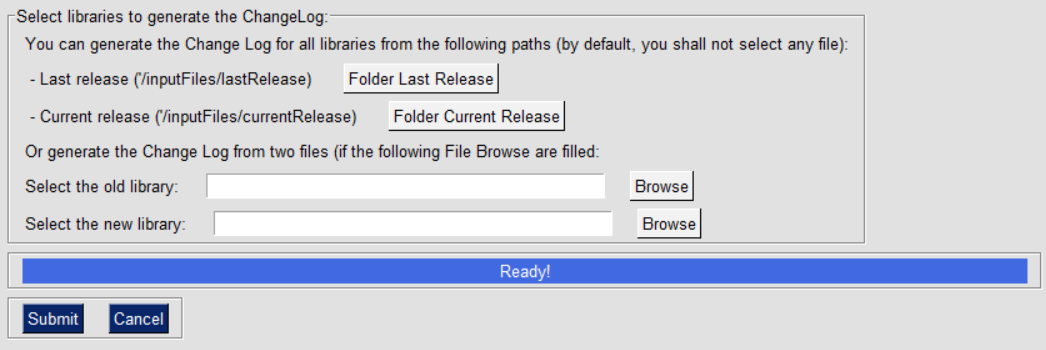 Select libraries to generate the ChangeLog:
You can generate the Change Log for all libraries from the following paths (by default, you shall not select any file):
- Last release ('/inputFiles/lastRelease) Folder Last Release
- Current release ('/inputFiles/currentRelease) Folder Current Release
Or generate the Change Log from two files (if the following File Browse are filled:
Select the old library: Browse
Select the new library: Browse
Ready!
Submit Cancel